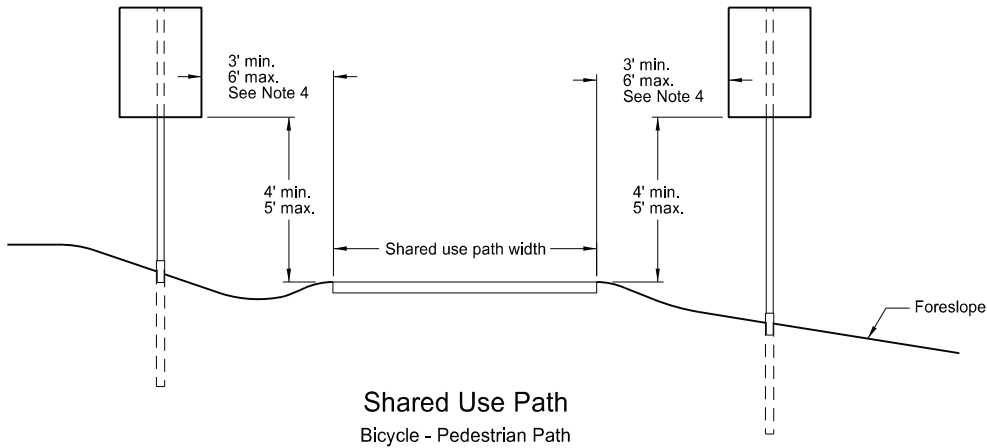 3' min.
6' max.
See Note 4
3' min.
6' max.
See Note 4
4' min.
5' max.
4' min.
5' max.
Shared use path width
Foreslope
Shared Use Path
Bicycle - Pedestrian Path